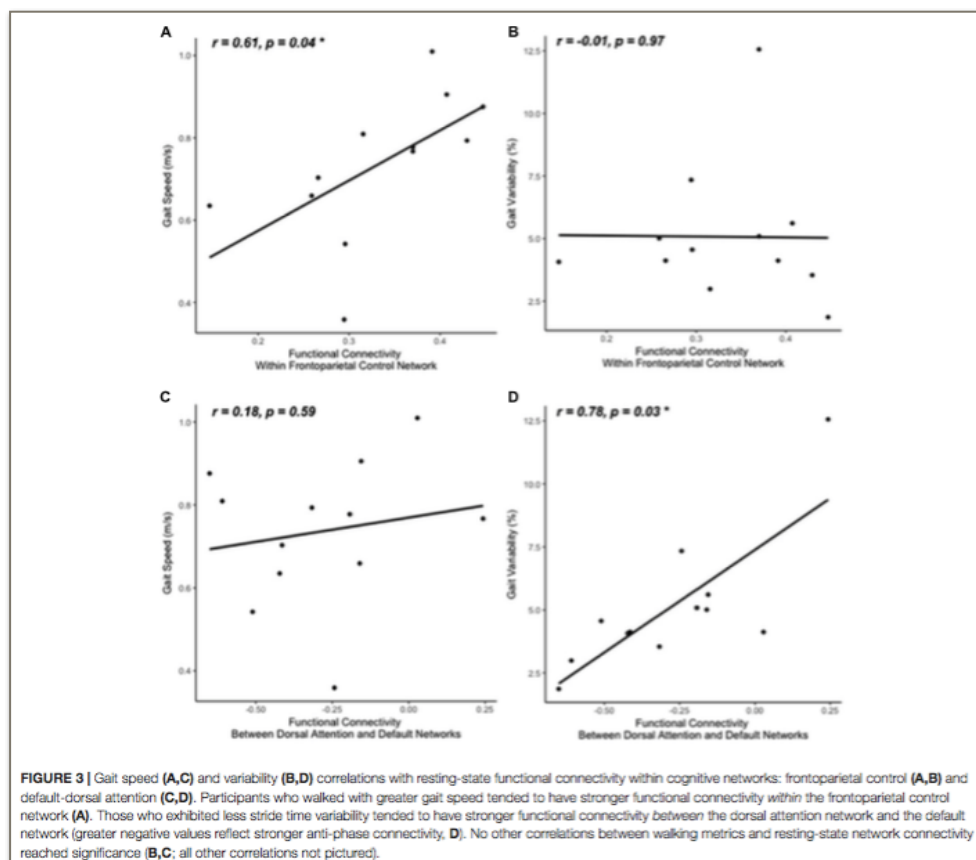 A
r = 0.61, p = 0.04 *
1.0
0.8
0.6
0.4
Gait Speed (m/s)
0.2
0.3
0.4
Functional Connectivity
Within Frontoparietal Control Network
B
r = -0.01, p = 0.97
12.5
10.0
7.5
5.0
2.5
Gait Variability (%)
0.2
0.3
0.4
Functional Connectivity
Within Frontoparietal Control Network
C
r = 0.18, p = 0.59
1.0
0.8
0.6
0.4
Gait Speed (m/s)
-0.50
-0.25
0.00
0.25
Functional Connectivity
Between Dorsal Attention and Default Networks
D
r = 0.78, p = 0.03 *
12.5
10.0
7.5
5.0
2.5
Gait Variability (%)
-0.50
-0.25
0.00
0.25
Functional Connectivity
Between Dorsal Attention and Default Networks
FIGURE 3 | Gait speed (A,C) and variability (B,D) correlations with resting-state functional connectivity within cognitive networks: frontoparietal control (A,B) and
default-dorsal attention (C,D). Participants who walked with greater gait speed tended to have stronger functional connectivity within the frontoparietal control
network (A). Those who exhibited less stride time variability tended to have stronger functional connectivity between the dorsal attention network and the default
network (greater negative values reflect stronger anti-phase connectivity, D). No other correlations between walking metrics and resting-state network connectivity
reached significance (B,C; all other correlations not pictured).